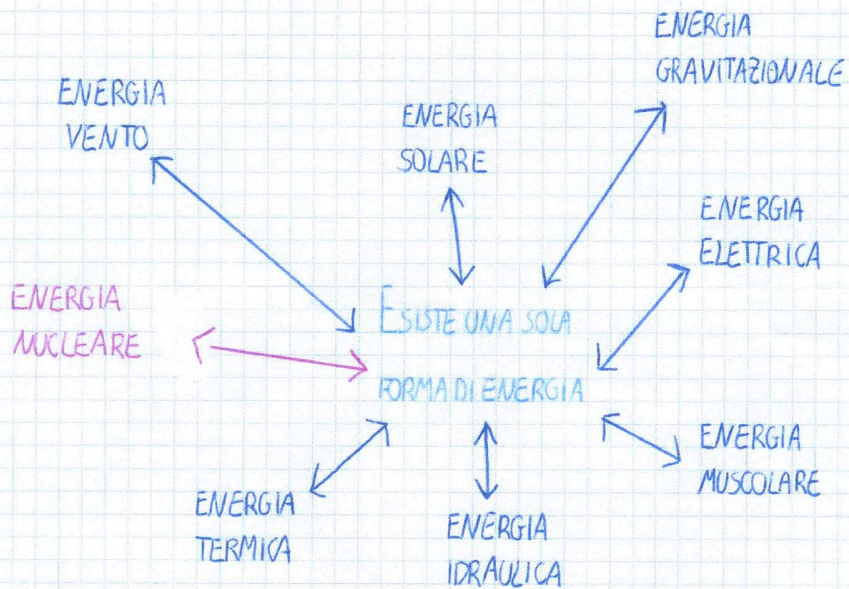 ENERGIA
GRAVITAZIONALE
ENERGIA
VENTO
ENERGIA
SOLARE
ENERGIA
ELETTRICA
ENERGIA
NUCLEARE
ESISTE UNA SOLA
FORMA DI ENERGIA
ENERGIA
MUSCOLARE
ENERGIA
TERMICA
ENERGIA
IDRAULICA